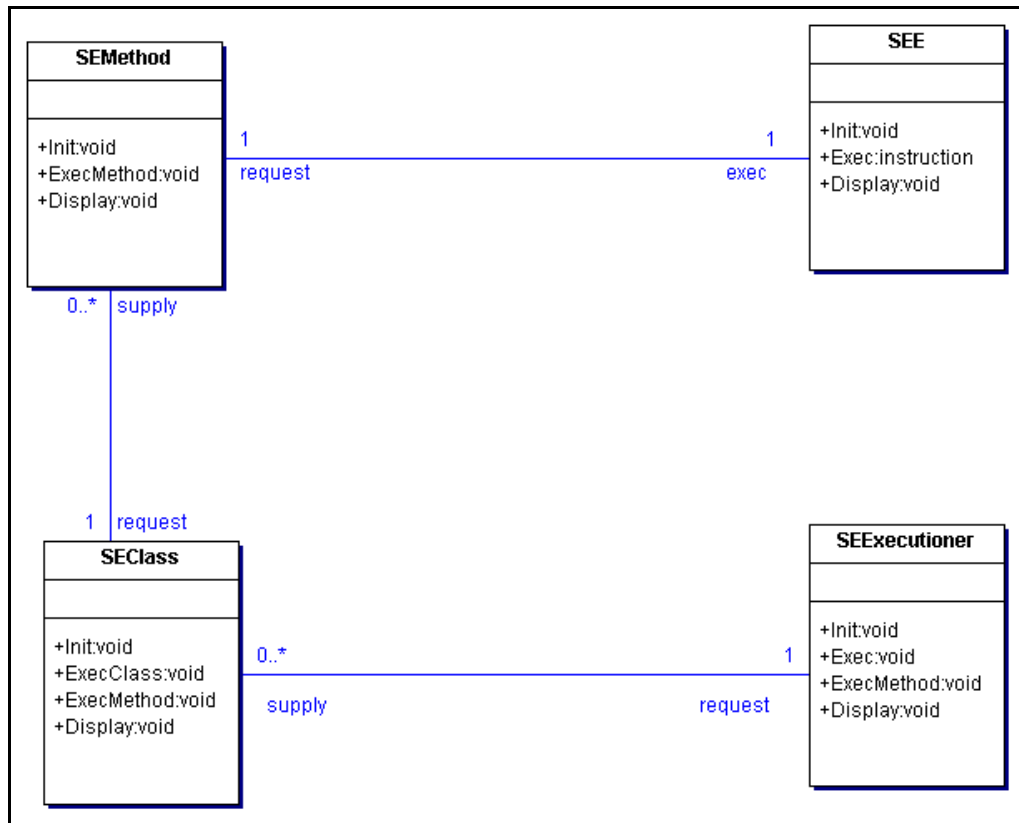 SEMethod
+Init:void
+ExecMethod:void
+Display:void
SEE
+Init:void
+Exec:instruction
+Display:void
1
request
1
exec
0..* supply
1 request
SEClass
+Init:void
+ExecClass:void
+ExecMethod:void
+Display:void
0..*
supply
1
request
SEExecutioner
+Init:void
+Exec:void
+ExecMethod:void
+Display:void